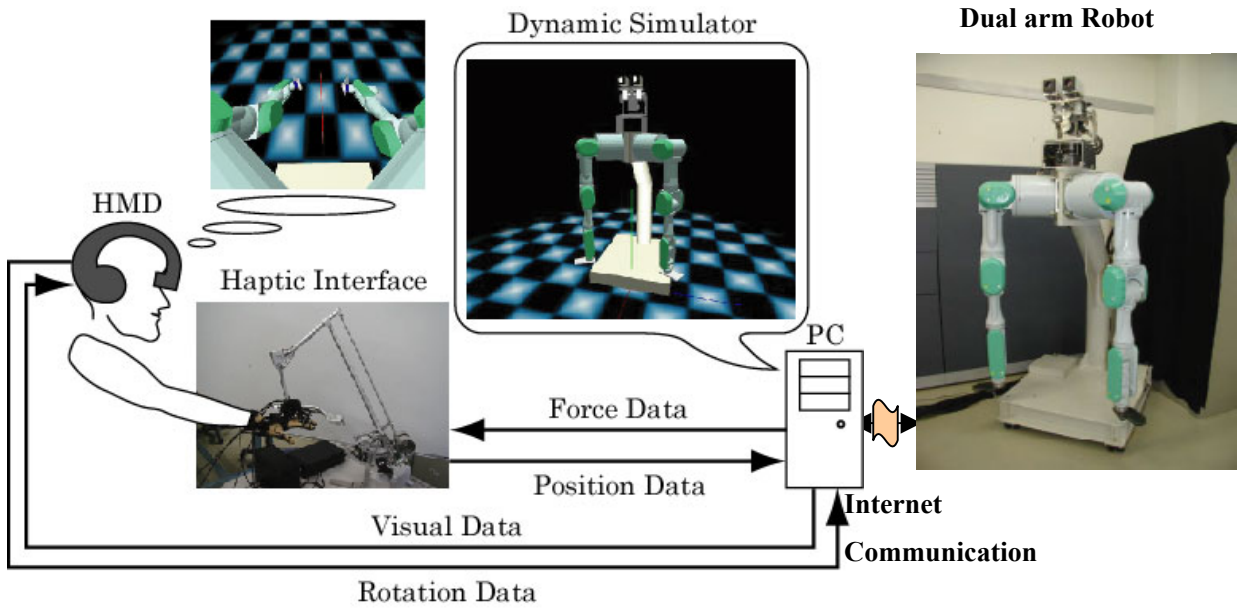 Dual arm Robot
Dynamic Simulator
HMD
Haptic Interface
PC
Force Data
Position Data
Internet
Visual Data
Communication
Rotation Data